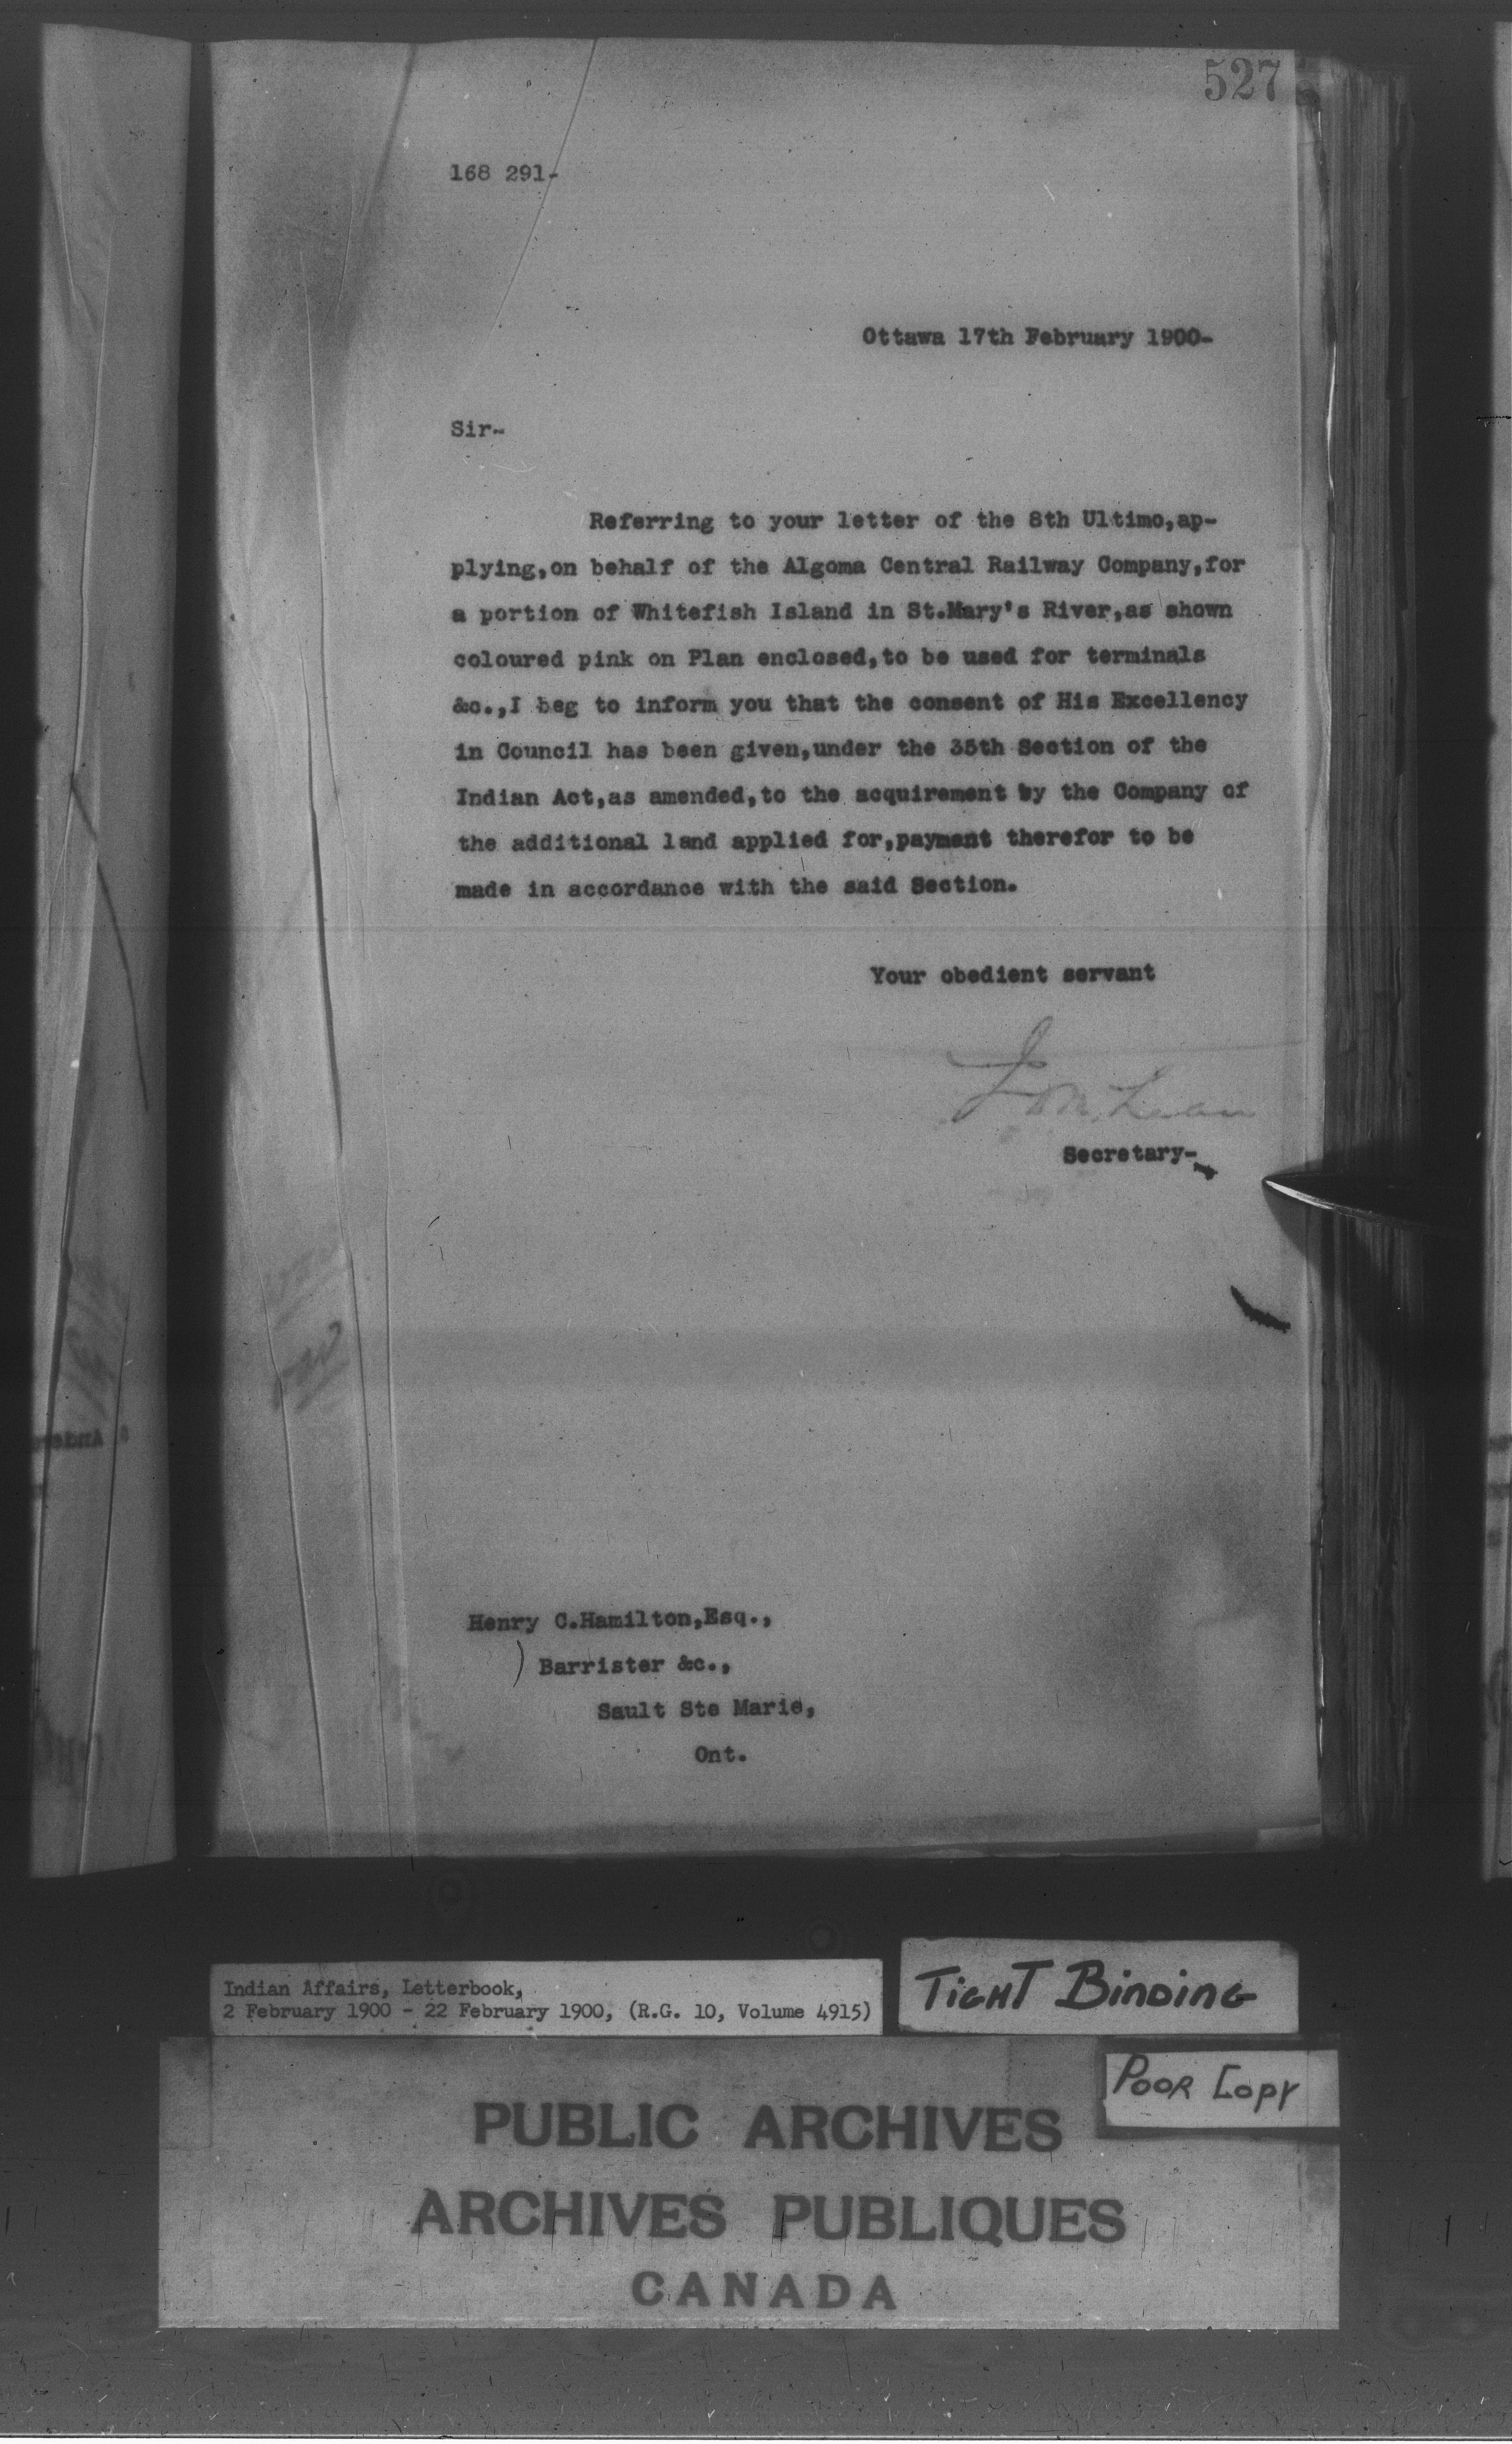 527
168 291-
Ottawa 17th February 1900-
Sir-
Referring to your letter of the 8th Ultimo,ap-
plying,on behalf of the Algoma Central Railway Company,for
a portion of Whitefish Island in St.Mary's River,as shown
coloured pink on Plan enclosed,to be used for terminals
&c.,I beg to inform you that the consent of His Excellency
in Council has been given,under the 35th Section of the
Indian Act,as amended,to the acquirement by the Company of
the additional land applied for,payment therefor to be
made in accordance with the said Section.
Your obedient servant
Secretary-
Henry C.Hamilton,Esq.,
Barrister &c.,
Sault Ste Marie,
Ont.
Indian Affairs, Letterbook,
2 February 1900 - 22 February 1900, (R.G. 10, Volume 4915)
TIGHT BINDING
POOR COPY
PUBLIC ARCHIVES
ARCHIVES PUBLIQUES
CANADA